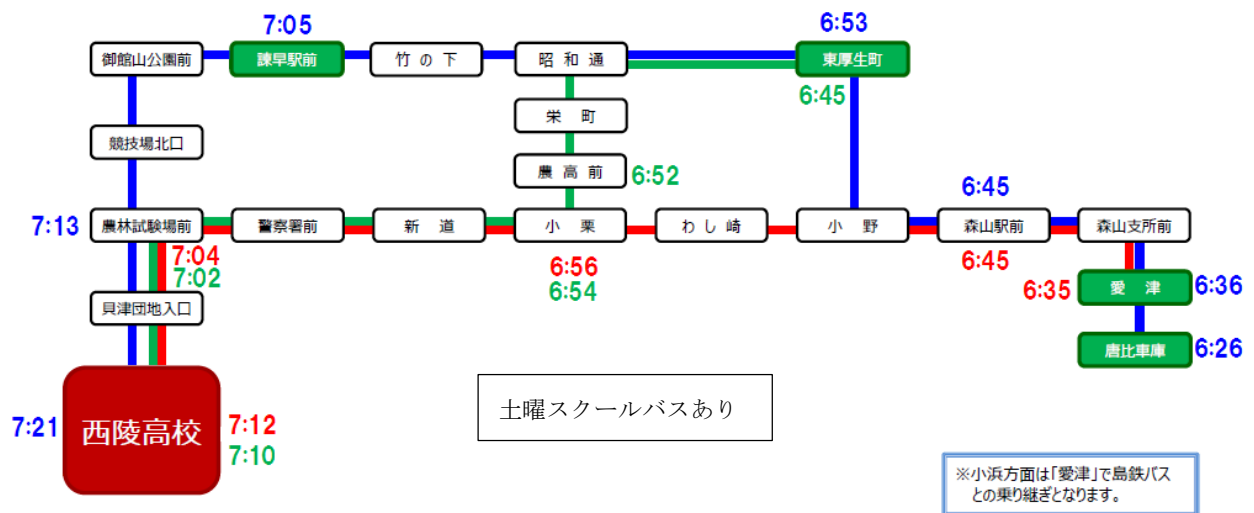 7:05
6:53
御館山公園前
諫早駅前
竹の下
昭和通
東厚生町
6:45
栄町
競技場北口
農高前
6:52
6:45
7:13
農林試験場前
警察署前
新道
小栗
わし崎
小野
森山駅前
森山支所前
7:04
7:02
6:56
6:54
6:45
6:35
愛津
6:36
貝津団地入口
唐比車庫
6:26
土曜スクールバスあり
7:21
西陵高校
7:12
7:10
※小浜方面は「愛津」で島鉄バス
との乗り継ぎとなります。